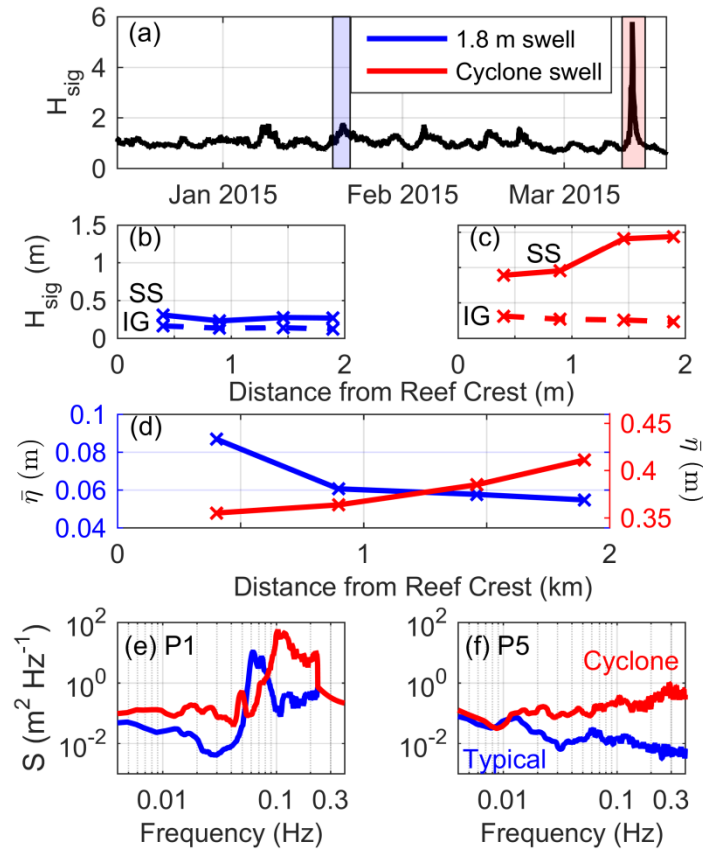 (a)
1.8 m swell
Cyclone swell
H_sig
6
4
2
0
Jan 2015
Feb 2015
Mar 2015
(b)
(c)
H_sig (m)
1.5
1
0.5
0
SS
IG
SS
IG
0
1
2
0
1
2
Distance from Reef Crest (m)
(d)
η̄ (m)
0.1
0.08
0.06
0.04
0.45
0.4
0.35
η̄ (m)
0
1
2
Distance from Reef Crest (km)
(e) P1
(f) P5
S (m² Hz⁻¹)
10²
10⁰
10⁻²
10²
10⁰
10⁻²
Cyclone
Typical
0.01
0.1
0.3
0.01
0.1
0.3
Frequency (Hz)
Frequency (Hz)